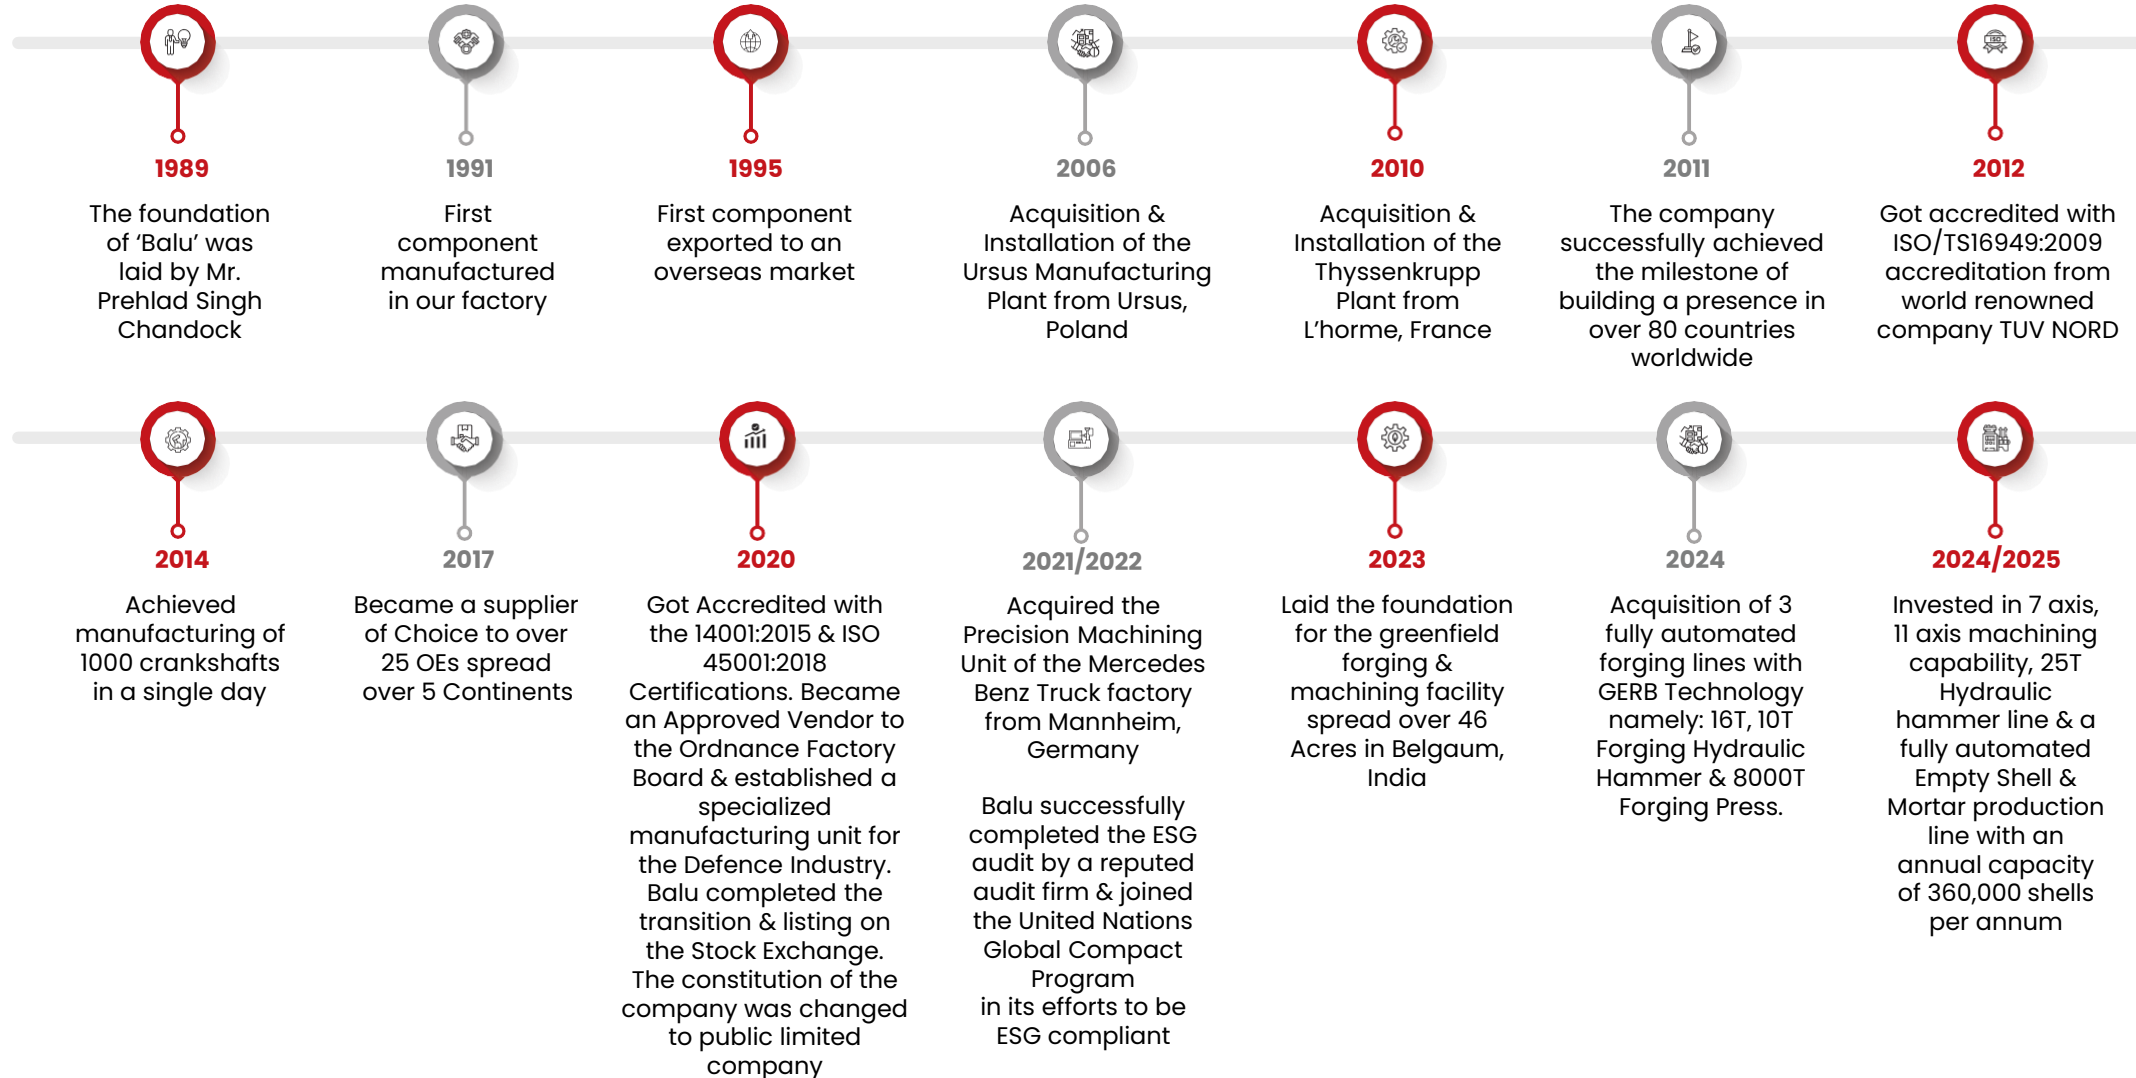 1989
The foundation
of ‘Balu’ was
laid by Mr.
Prehlad Singh
Chandock
1991
First
component
manufactured
in our factory
1995
First component
exported to an
overseas market
2006
Acquisition &
Installation of the
Ursus Manufacturing
Plant from Ursus,
Poland
2010
Acquisition &
Installation of the
Thyssenkrupp
Plant from
L’horme, France
2011
The company
successfully achieved
the milestone of
building a presence in
over 80 countries
worldwide
2012
Got accredited with
ISO/TS16949:2009
accreditation from
world renowned
company TUV NORD
2014
Achieved
manufacturing of
1000 crankshafts
in a single day
2017
Became a supplier
of Choice to over
25 OEs spread
over 5 Continents
2020
Got Accredited with
the 14001:2015 & ISO
45001:2018
Certifications. Became
an Approved Vendor to
the Ordnance Factory
Board & established a
specialized
manufacturing unit for
the Defence Industry.
Balu completed the
transition & listing on
the Stock Exchange.
The constitution of the
company was changed
to public limited
company
2021/2022
Acquired the
Precision Machining
Unit of the Mercedes
Benz Truck factory
from Mannheim,
Germany
Balu successfully
completed the ESG
audit by a reputed
audit firm & joined
the United Nations
Global Compact
Program
in its efforts to be
ESG compliant
2023
Laid the foundation
for the greenfield
forging &
machining facility
spread over 46
Acres in Belgaum,
India
2024
Acquisition of 3
fully automated
forging lines with
GERB Technology
namely: 16T, 10T
Forging Hydraulic
Hammer & 8000T
Forging Press.
2024/2025
Invested in 7 axis,
11 axis machining
capability, 25T
Hydraulic
hammer line & a
fully automated
Empty Shell &
Mortar production
line with an
annual capacity
of 360,000 shells
per annum
ISO